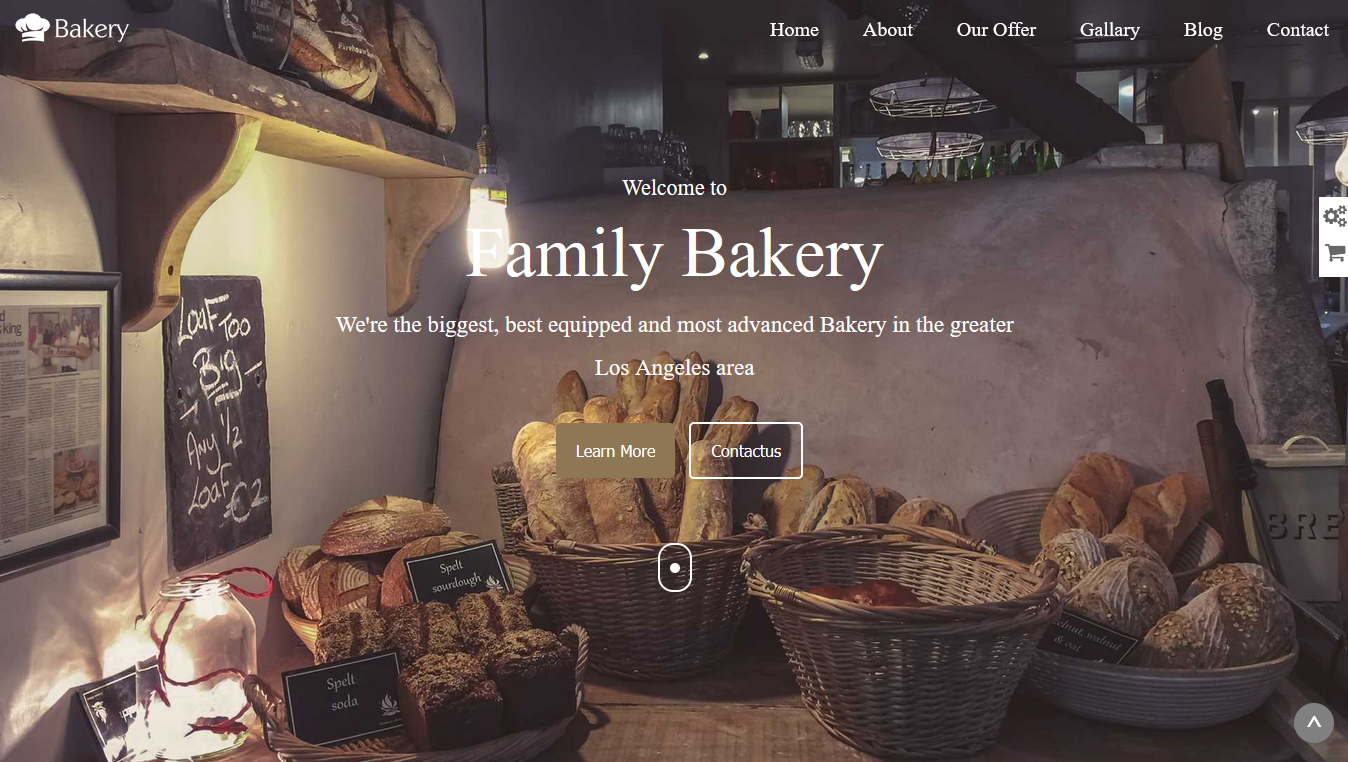 Bakery
Home About Our Offer Gallary Blog Contact
Welcome to
Family Bakery
We're the biggest, best equipped and most advanced Bakery in the greater
Los Angeles area
Learn More Contactus
LOAF TOO
BIG
ANY 1/2
LOAF €2
Spelt
sourdough
Spelt
soda
walnut
& oat
BRE